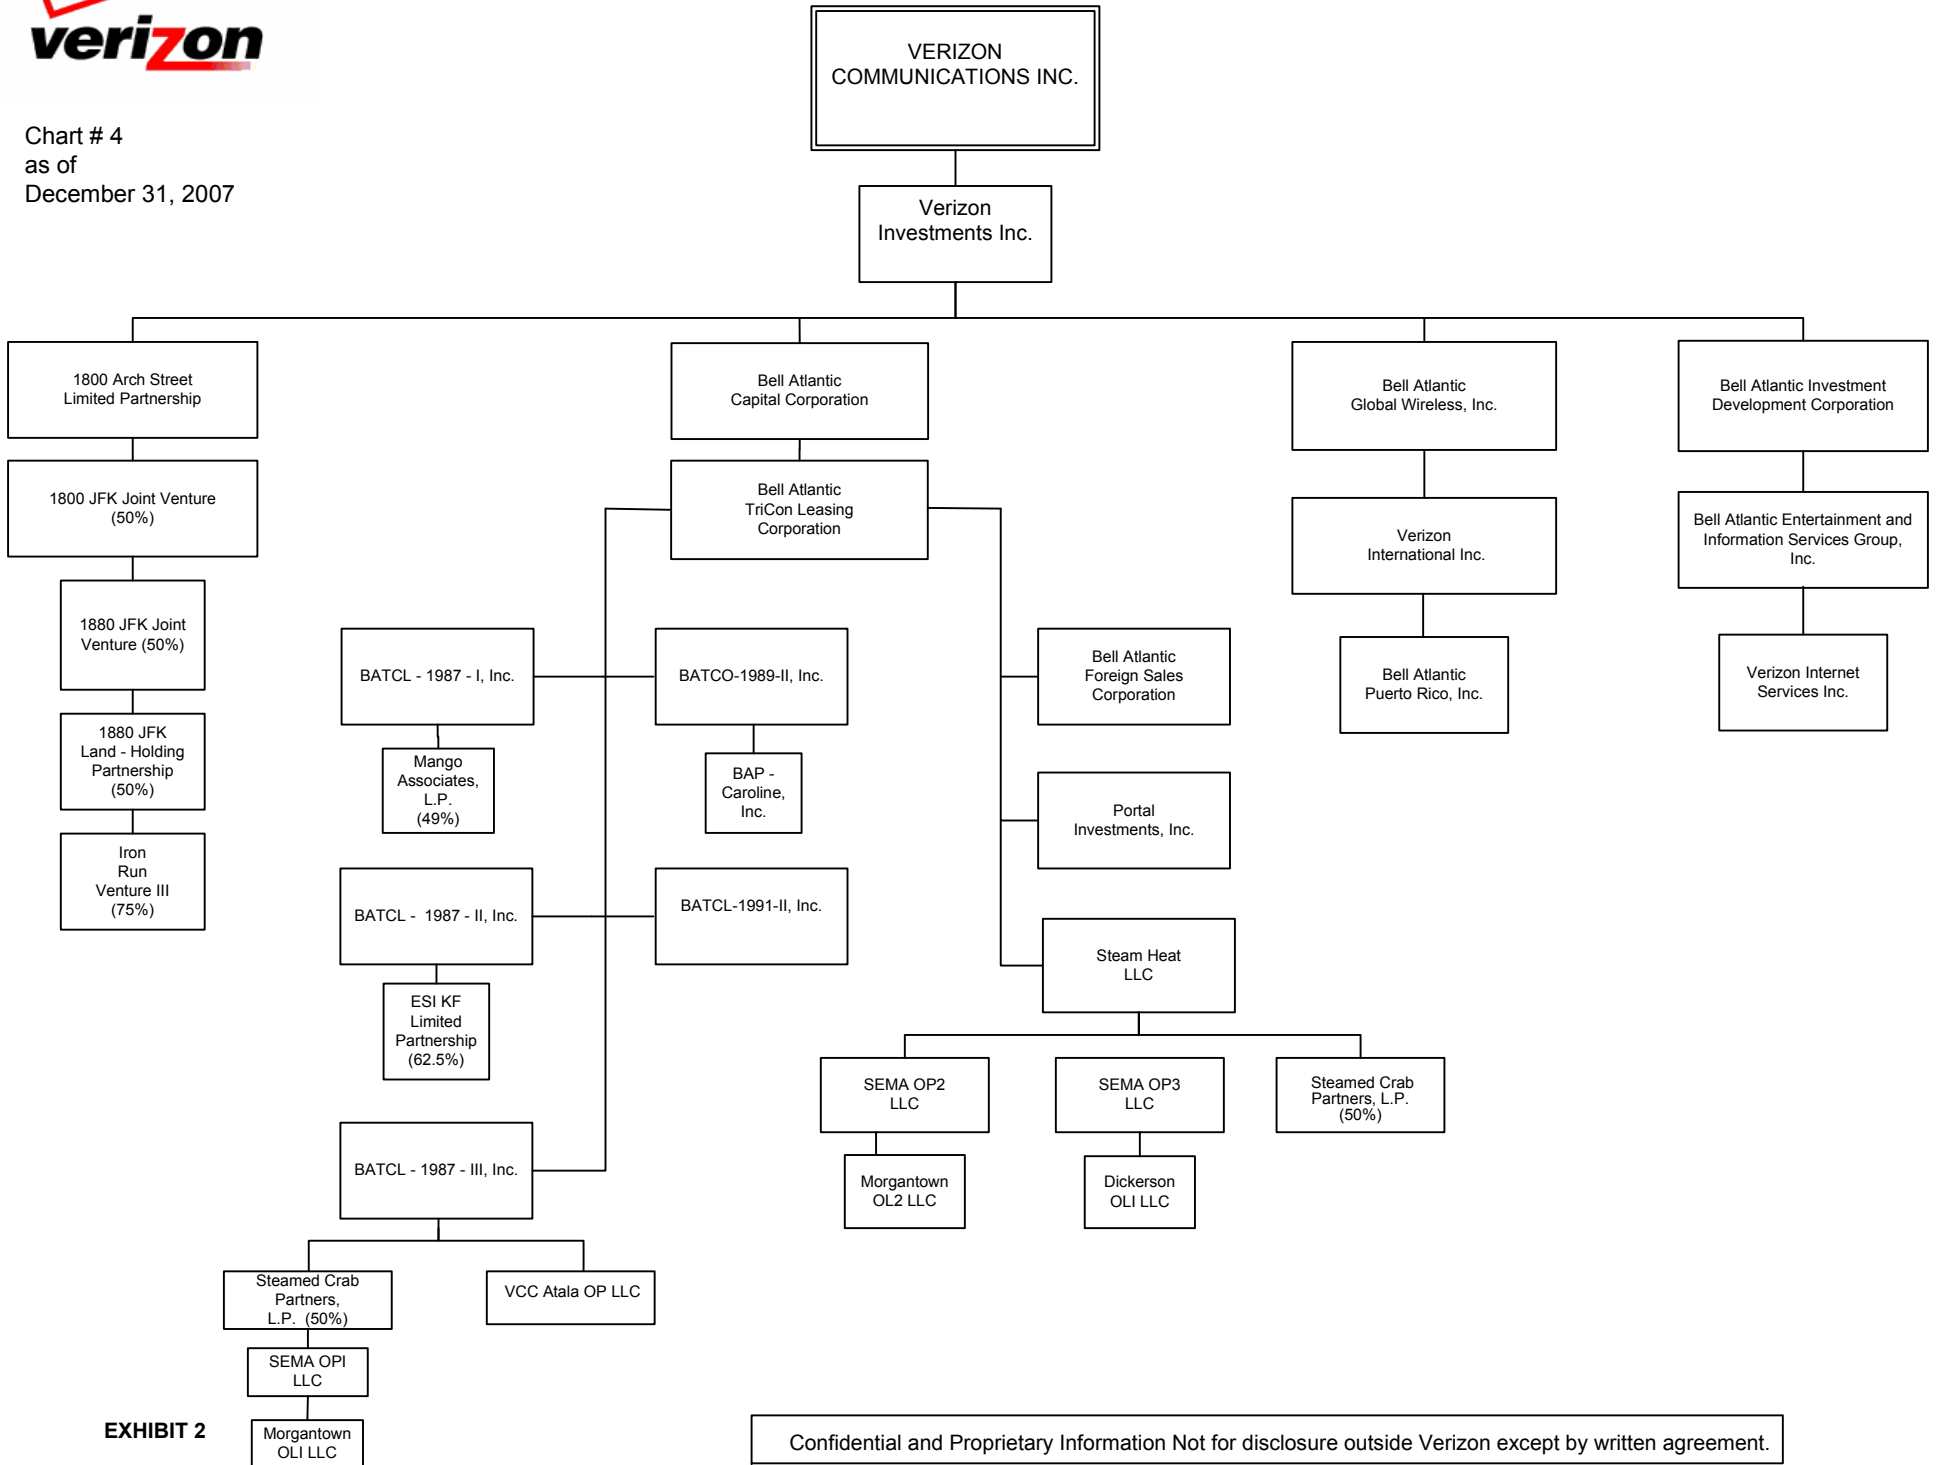 verizon
Chart # 4
as of
December 31, 2007
VERIZON
COMMUNICATIONS INC.
Verizon
Investments Inc.
1800 Arch Street
Limited Partnership
Bell Atlantic
Capital Corporation
Bell Atlantic
Global Wireless, Inc.
Bell Atlantic Investment
Development Corporation
1800 JFK Joint Venture
(50%)
Bell Atlantic
TriCon Leasing
Corporation
Verizon
International Inc.
Bell Atlantic Entertainment and
Information Services Group,
Inc.
1880 JFK Joint
Venture (50%)
BATCL - 1987 - I, Inc.
BATCO-1989-II, Inc.
Bell Atlantic
Foreign Sales
Corporation
Bell Atlantic
Puerto Rico, Inc.
Verizon Internet
Services Inc.
1880 JFK
Land - Holding
Partnership
(50%)
Mango
Associates,
L.P.
(49%)
BAP -
Caroline,
Inc.
Portal
Investments, Inc.
Iron
Run
Venture III
(75%)
BATCL -  1987 - II, Inc.
BATCL-1991-II, Inc.
Steam Heat
LLC
ESI KF
Limited
Partnership
(62.5%)
SEMA OP2
LLC
SEMA OP3
LLC
Steamed Crab
Partners, L.P.
(50%)
BATCL - 1987 - III, Inc.
Morgantown
OL2 LLC
Dickerson
OLI LLC
Steamed Crab
Partners,
L.P.  (50%)
VCC Atala OP LLC
SEMA OPI
LLC
Morgantown
OLI LLC
EXHIBIT 2
Confidential and Proprietary Information Not for disclosure outside Verizon except by written agreement.